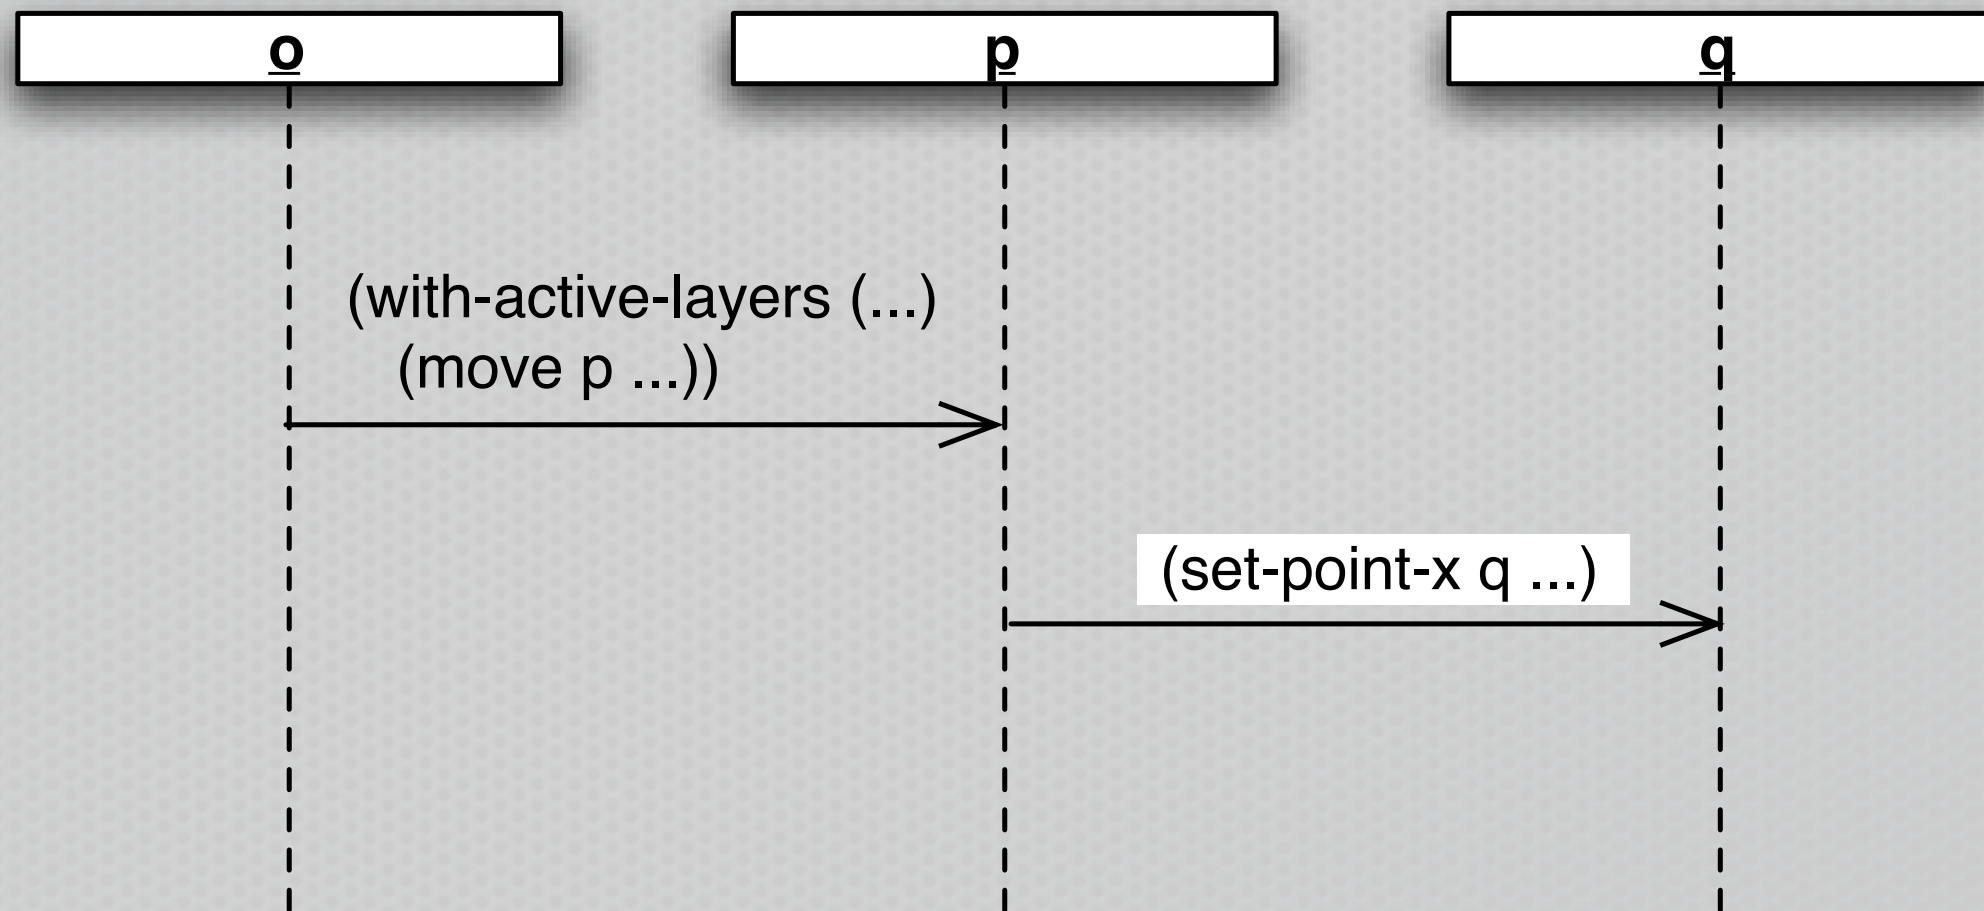 o
p
q
(with-active-layers (...)
(move p ...))
(set-point-x q ...)